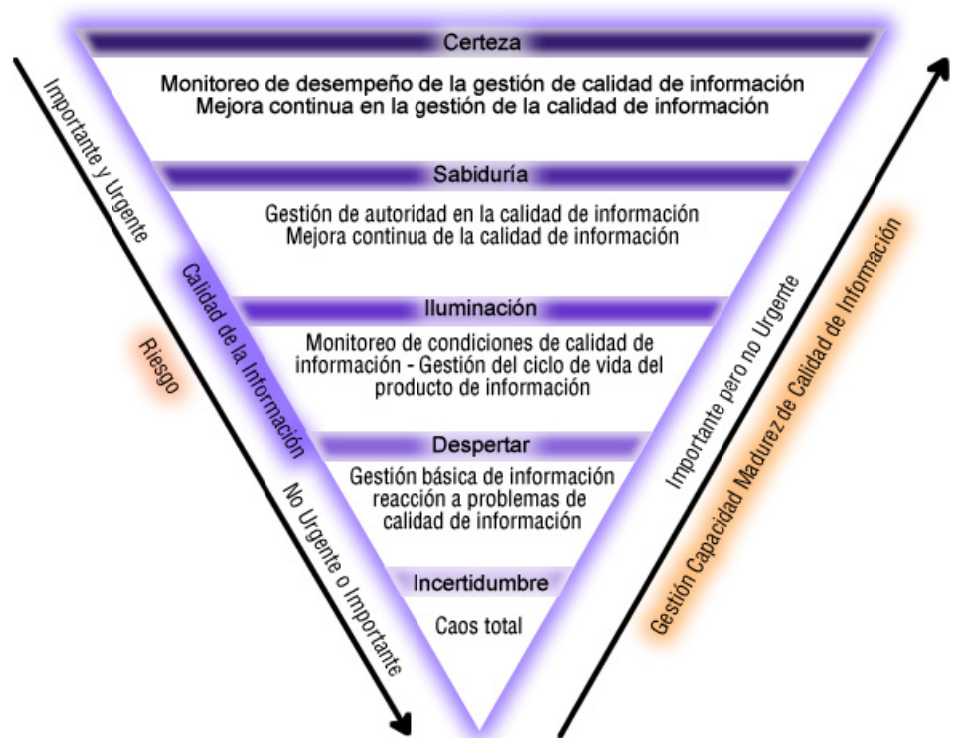 Certeza
Monitoreo de desempeño de la gestión de calidad de información
Mejora continua en la gestión de la calidad de información
Sabiduría
Gestión de autoridad en la calidad de información
Mejora continua de la calidad de información
Iluminación
Monitoreo de condiciones de calidad de
información - Gestión del ciclo de vida del
producto de información
Despertar
Gestión básica de información
reacción a problemas de
calidad de información
Incertidumbre
Caos total
Importante y Urgente
Calidad de la Información
Riesgo
No Urgente o Importante
Importante pero no Urgente
Gestión Capacidad Madurez de Calidad de Información